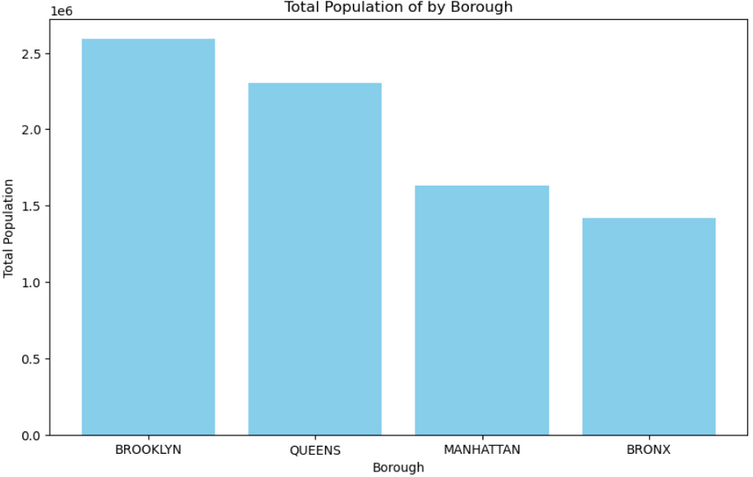 Total Population of by Borough
1e6
2.5
2.0
1.5
1.0
0.5
0.0
Total Population
BROOKLYN QUEENS MANHATTAN BRONX
Borough